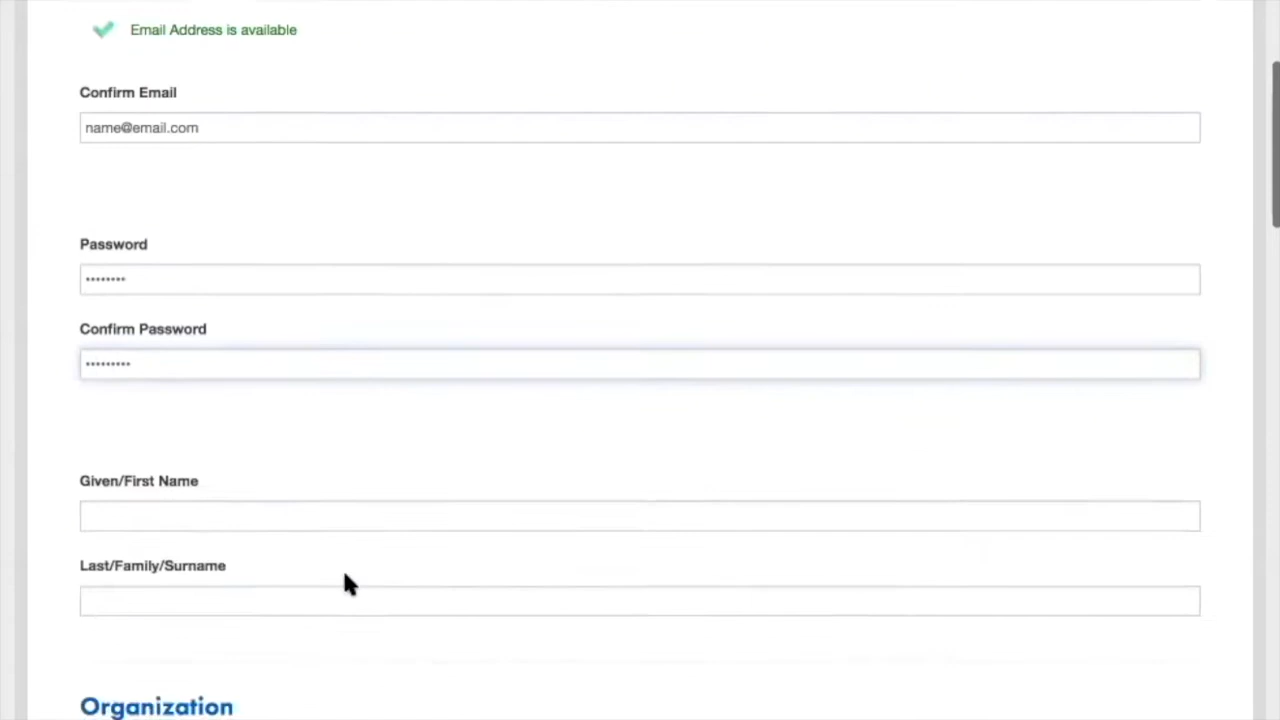 Email Address is available
Confirm Email
name@email.com
Password
••••••••
Confirm Password
•••••••••
Given/First Name
Last/Family/Surname
Organization